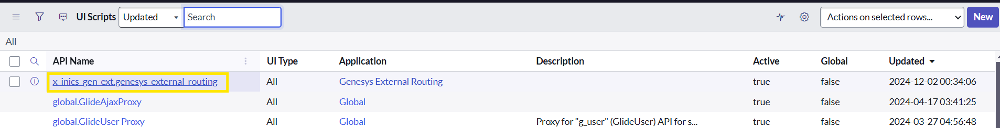 UI Scripts Updated Search Actions on selected rows... New
All
API Name UI Type Application Description Active Global Updated
x_inics_gen_ext.genesys_external_routing All Genesys External Routing true false 2024-12-02 00:34:06
global.GlideAjaxProxy All Global true false 2024-04-17 03:41:25
global.GlideUser Proxy All Global Proxy for "g_user" (GlideUser) API for s... true false 2024-03-27 04:56:48